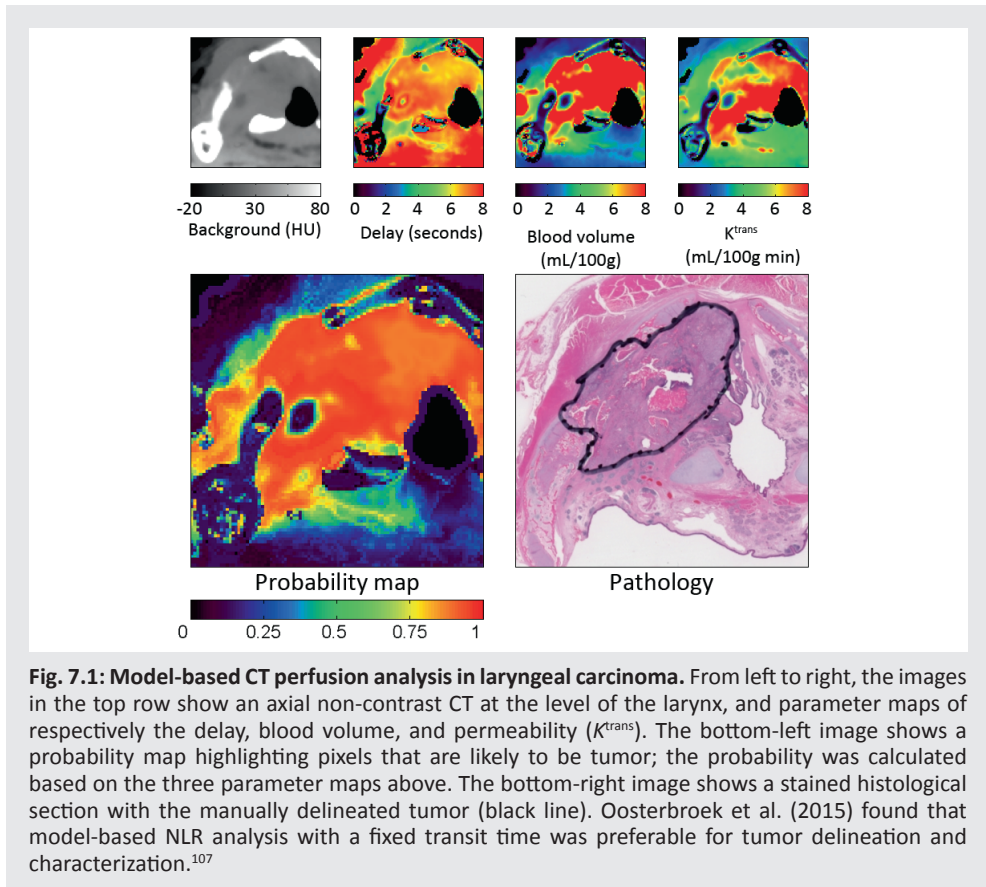 -20 30 80
Background (HU)
0 2 4 6 8
Delay (seconds)
0 2 4 6 8
Blood volume
(mL/100g)
0 2 4 6 8
Ktrans
(mL/100g min)
Probability map
0 0.25 0.5 0.75 1
Pathology
Fig. 7.1: Model-based CT perfusion analysis in laryngeal carcinoma. From left to right, the images
in the top row show an axial non-contrast CT at the level of the larynx, and parameter maps of
respectively the delay, blood volume, and permeability (Ktrans). The bottom-left image shows a
probability map highlighting pixels that are likely to be tumor; the probability was calculated
based on the three parameter maps above. The bottom-right image shows a stained histological
section with the manually delineated tumor (black line). Oosterbroek et al. (2015) found that
model-based NLR analysis with a fixed transit time was preferable for tumor delineation and
characterization.107